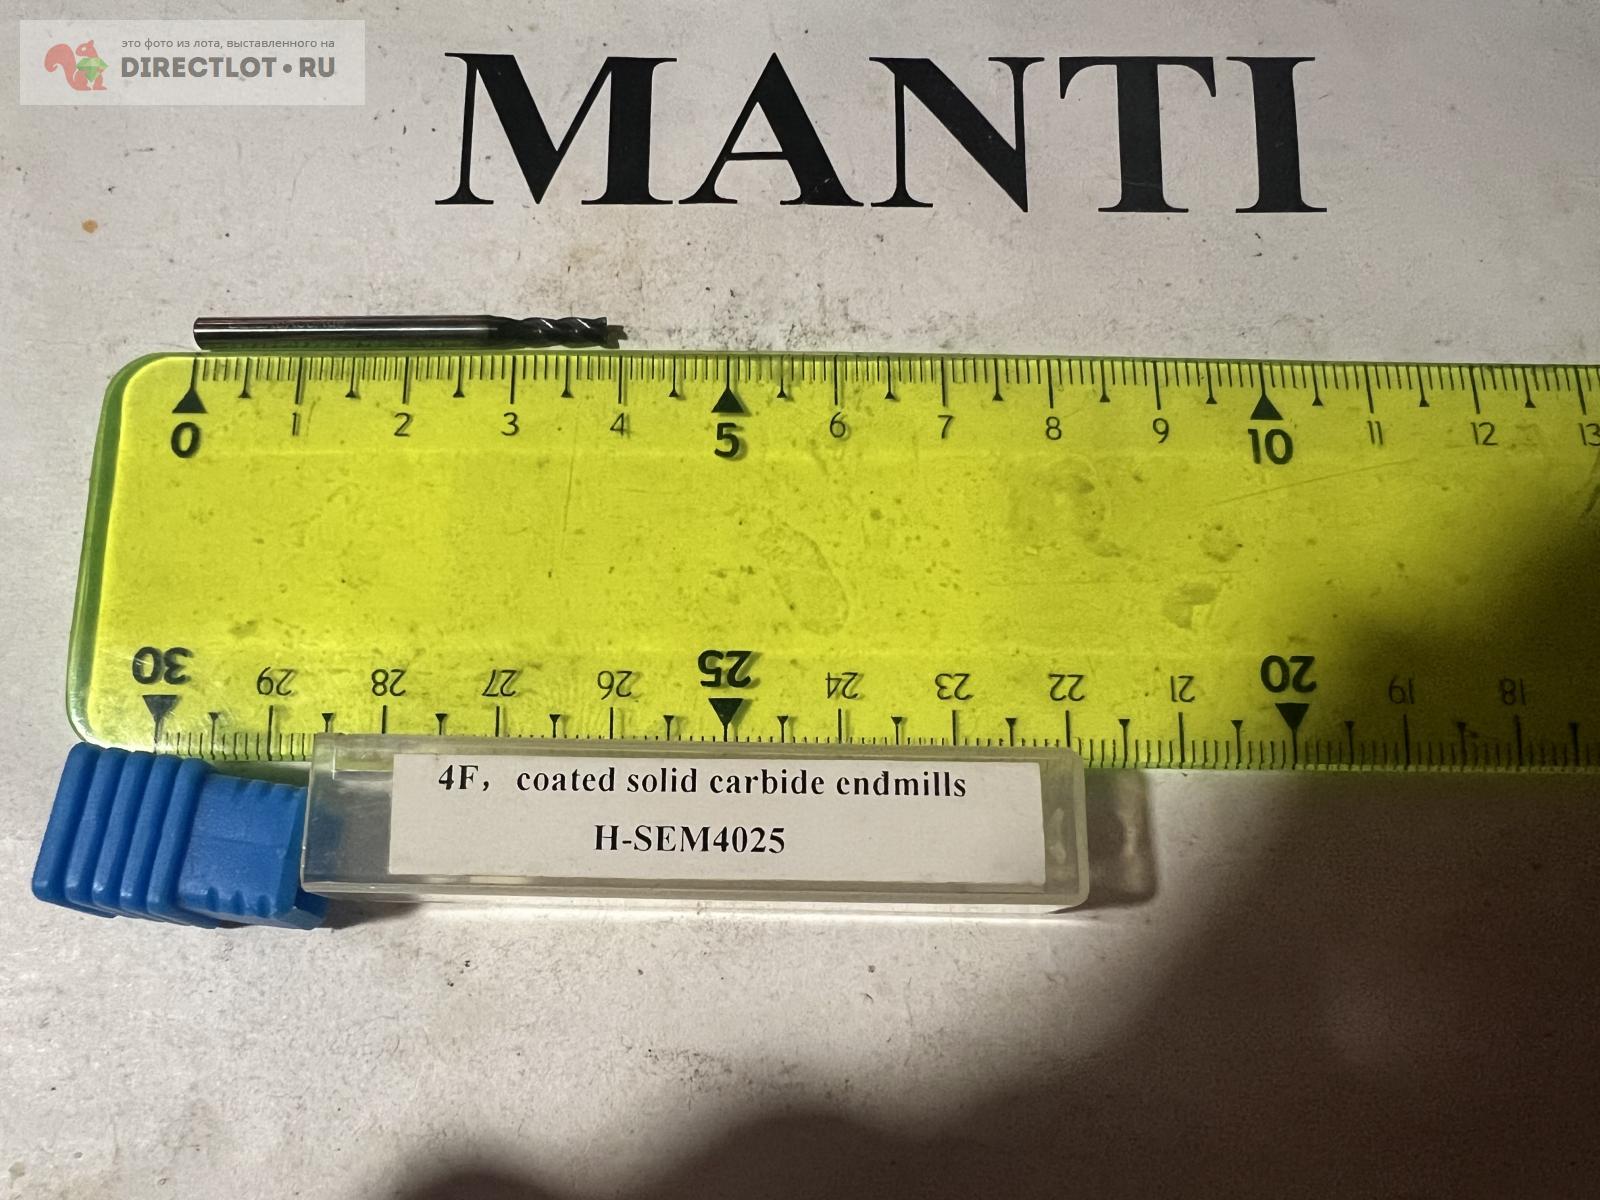 это фото из лота, выставленного на
DIRECTLOT•RU
MANTI
0 1 2 3 4 5 6 7 8 9 10 11 12 13
30 29 28 27 26 25 24 23 22 21 20 19 18
4F, coated solid carbide endmills
H-SEM4025